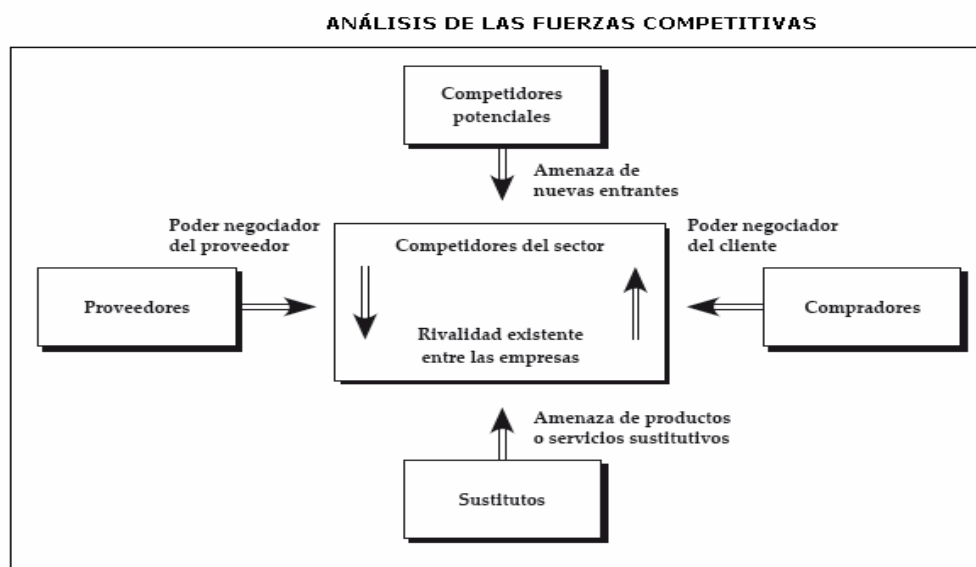 ANÁLISIS DE LAS FUERZAS COMPETITIVAS
Competidores
potenciales
Amenaza de
nuevas entrantes
Poder negociador
del proveedor
Competidores del sector
Poder negociador
del cliente
Proveedores
Compradores
Rivalidad existente
entre las empresas
Amenaza de productos
o servicios sustitutivos
Sustitutos